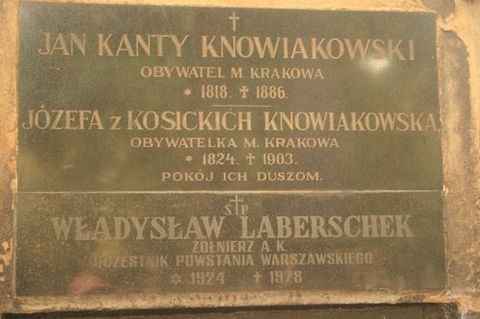 †
JAN KANTY KNOWIAKOWSKI
OBYWATEL M KRAKOWA
* 1818. † 1886.
JÓZEFA z KOSICKICH KNOWIAKOWSKA
OBYWATELKA M. KRAKOWA
* 1824. † 1903.
POKÓJ ICH DUSZOM.
Ś†P
WŁADYSŁAW LABERSCHEK
ŻOŁNIERZ A K
UCZESTNIK POWSTANIA WARSZAWSKIEGO
* 1924 † 1978